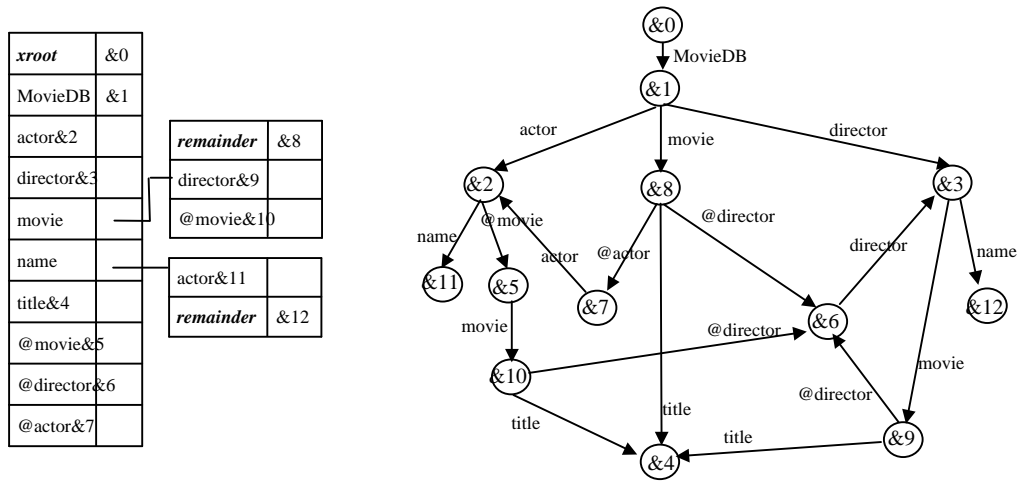 xroot &0
MovieDB &1
actor&2
director&3
movie
name
title&4
@movie&5
@director&6
@actor&7
remainder &8
director&9
@movie&10
actor&11
remainder &12
&0
MovieDB
&1
actor
movie
director
&2
&8
&3
name
@movie
actor
@actor
@director
director
name
&11
&5
&7
&6
&12
movie
@director
movie
&10
@director
title
title
title
&9
&4